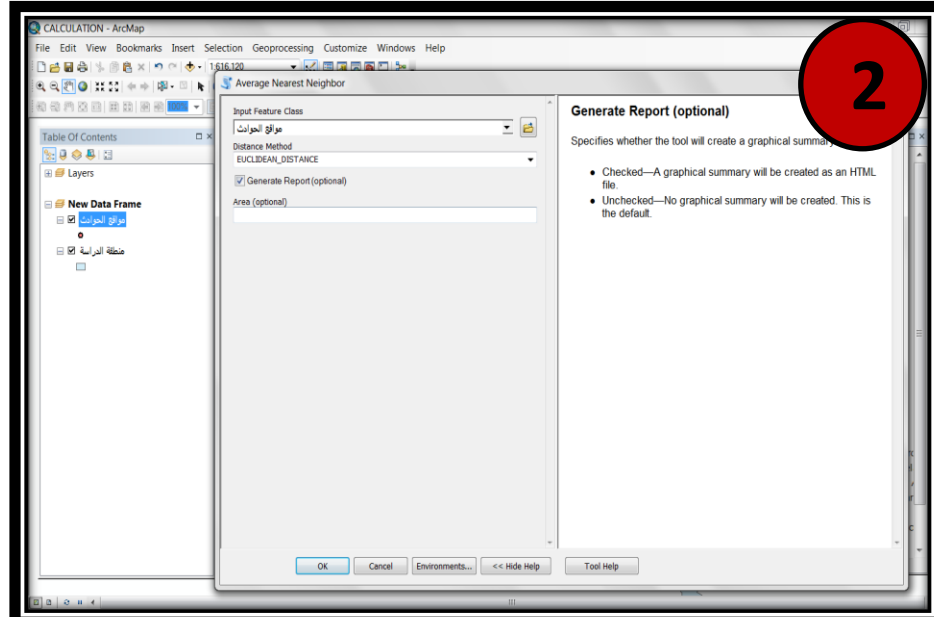 CALCULATION - ArcMap
File Edit View Bookmarks Insert Selection Geoprocessing Customize Windows Help
1:616,120
100%
2
Average Nearest Neighbor
Table Of Contents
Layers
New Data Frame
مواقع الحوادث
منطقة الدراسة
Input Feature Class
مواقع الحوادث
Distance Method
EUCLIDEAN_DISTANCE
Generate Report (optional)
Area (optional)
Generate Report (optional)
Specifies whether the tool will create a graphical summary
Checked—A graphical summary will be created as an HTML
file.
Unchecked—No graphical summary will be created. This is
the default.
OK Cancel Environments... << Hide Help Tool Help